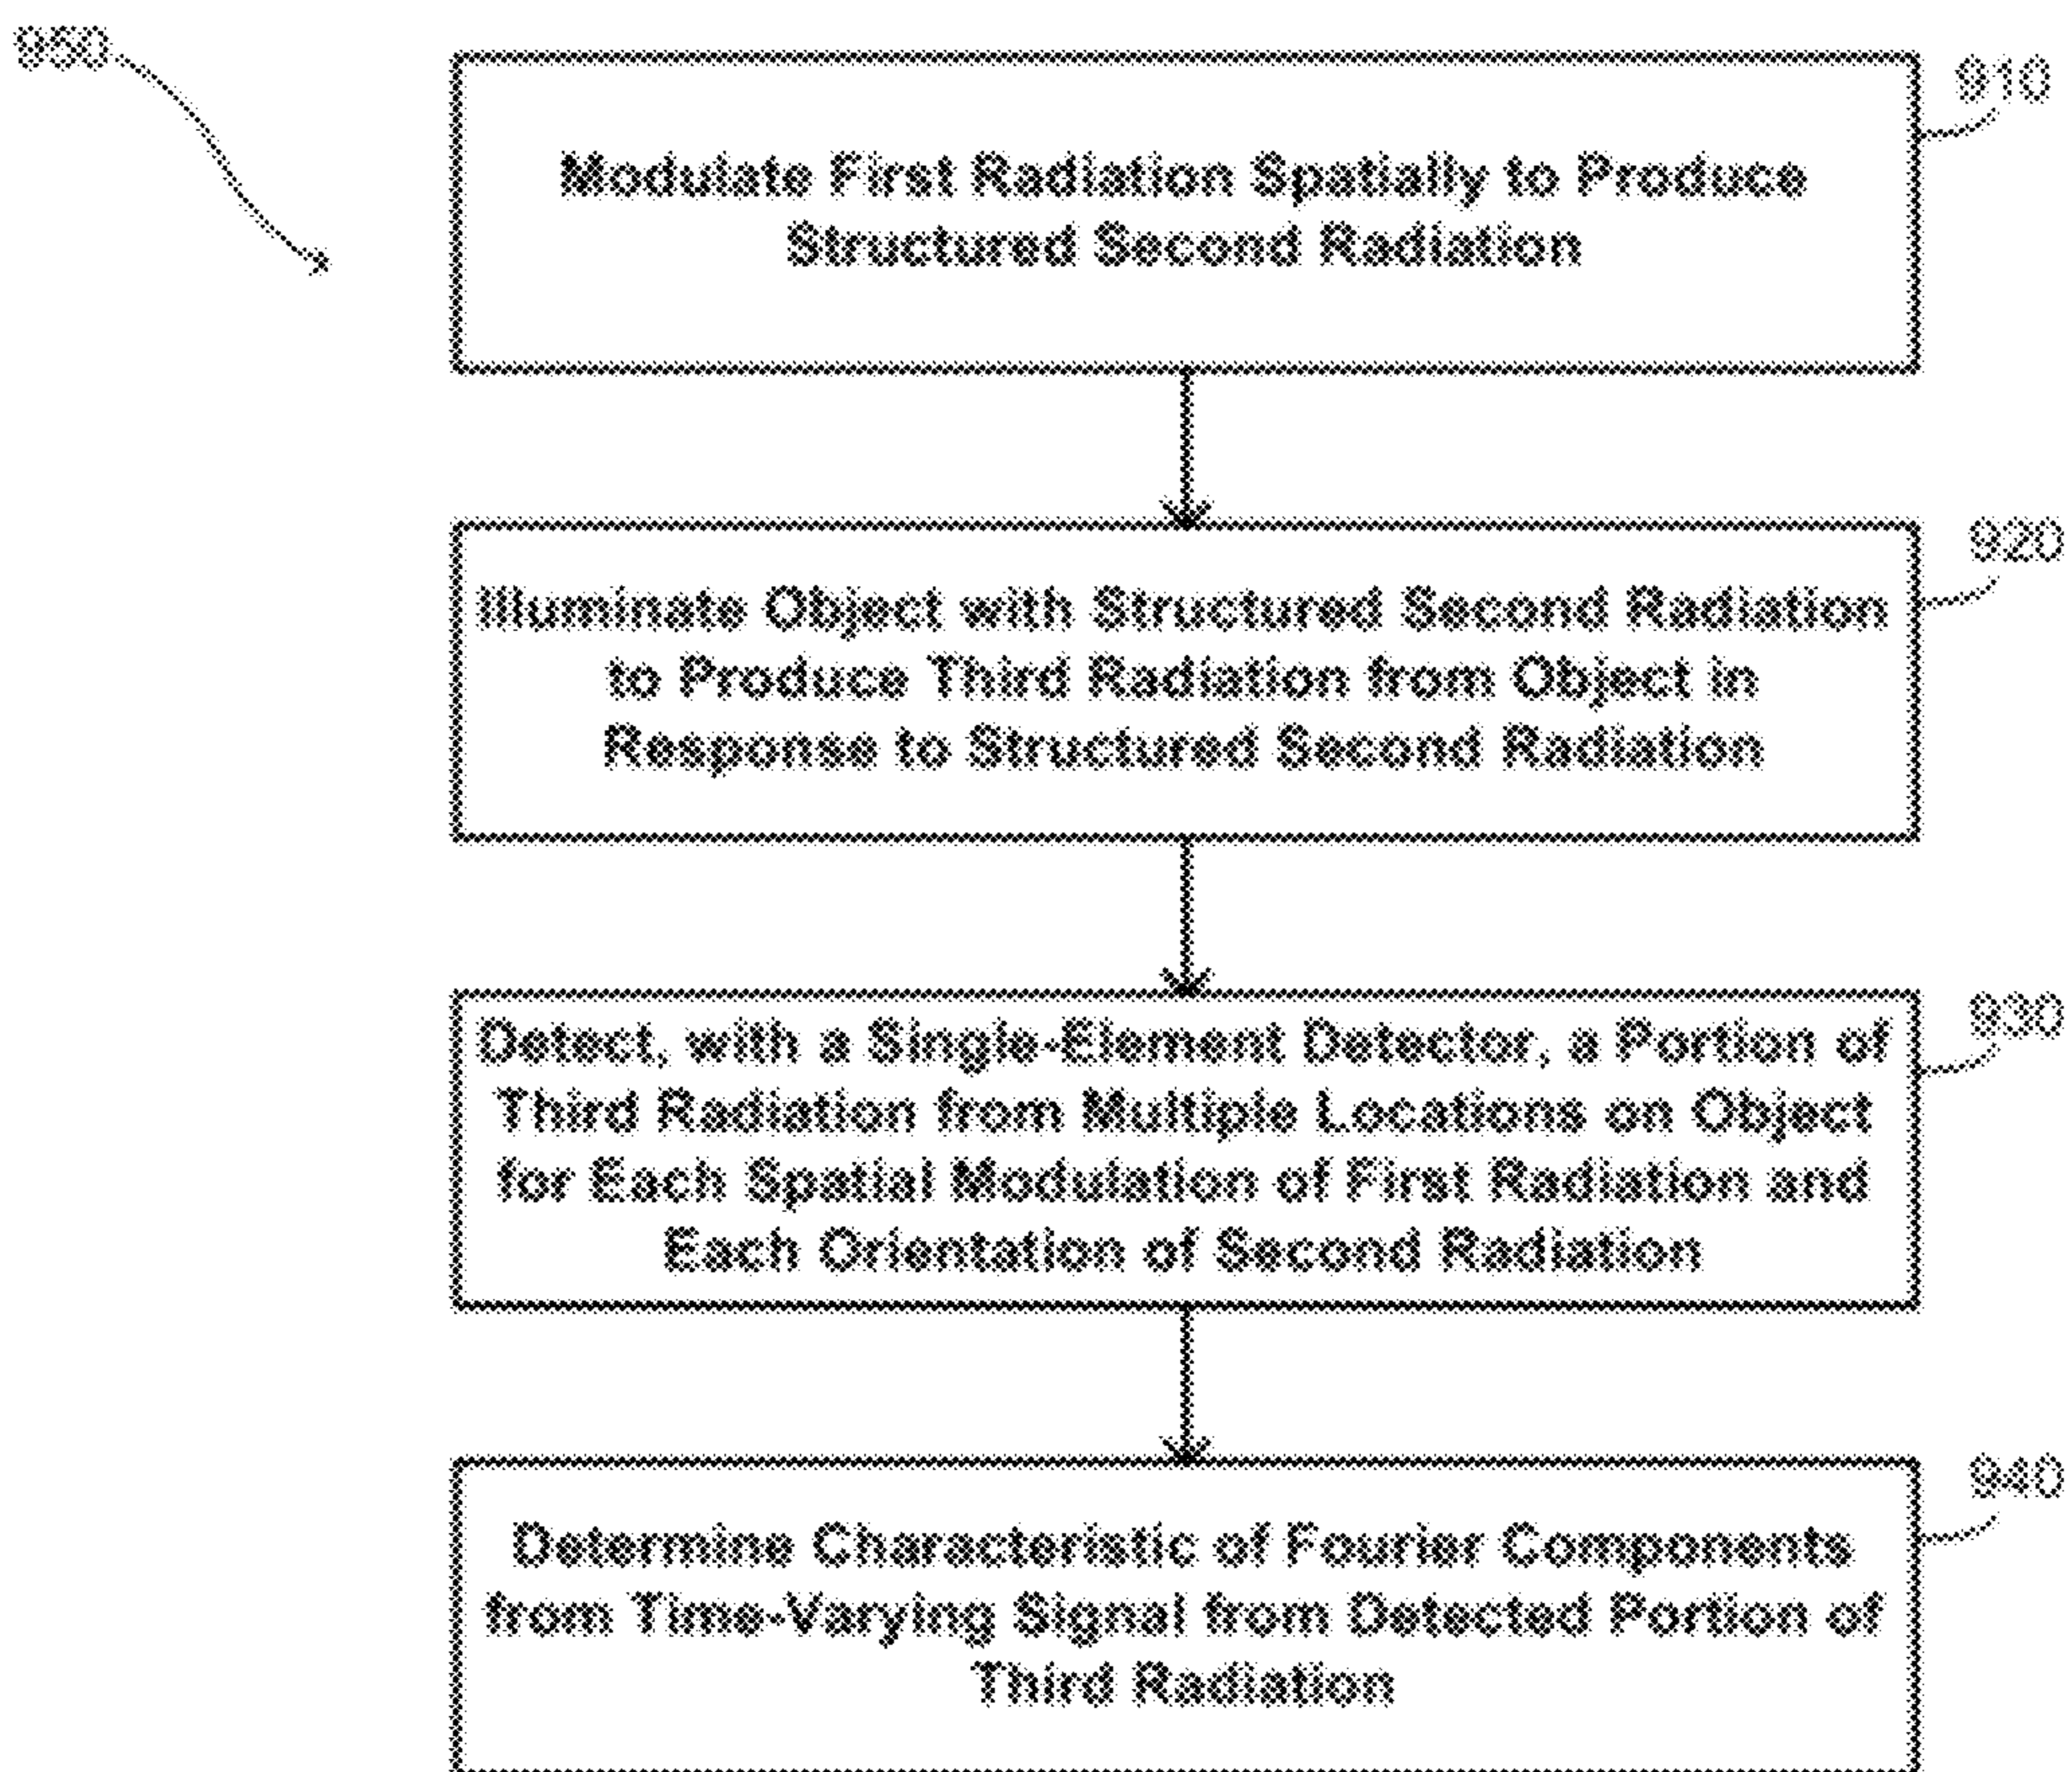 950
910
Modulate First Radiation Spatially to Produce
Structured Second Radiation
920
Illuminate Object with Structured Second Radiation
to Produce Third Radiation from Object in
Response to Structured Second Radiation
930
Detect, with a Single-Element Detector, a Portion of
Third Radiation from Multiple Locations on Object
for Each Spatial Modulation of First Radiation and
Each Orientation of Second Radiation
940
Determine Characteristic of Fourier Components
from Time-Varying Signal from Detected Portion of
Third Radiation